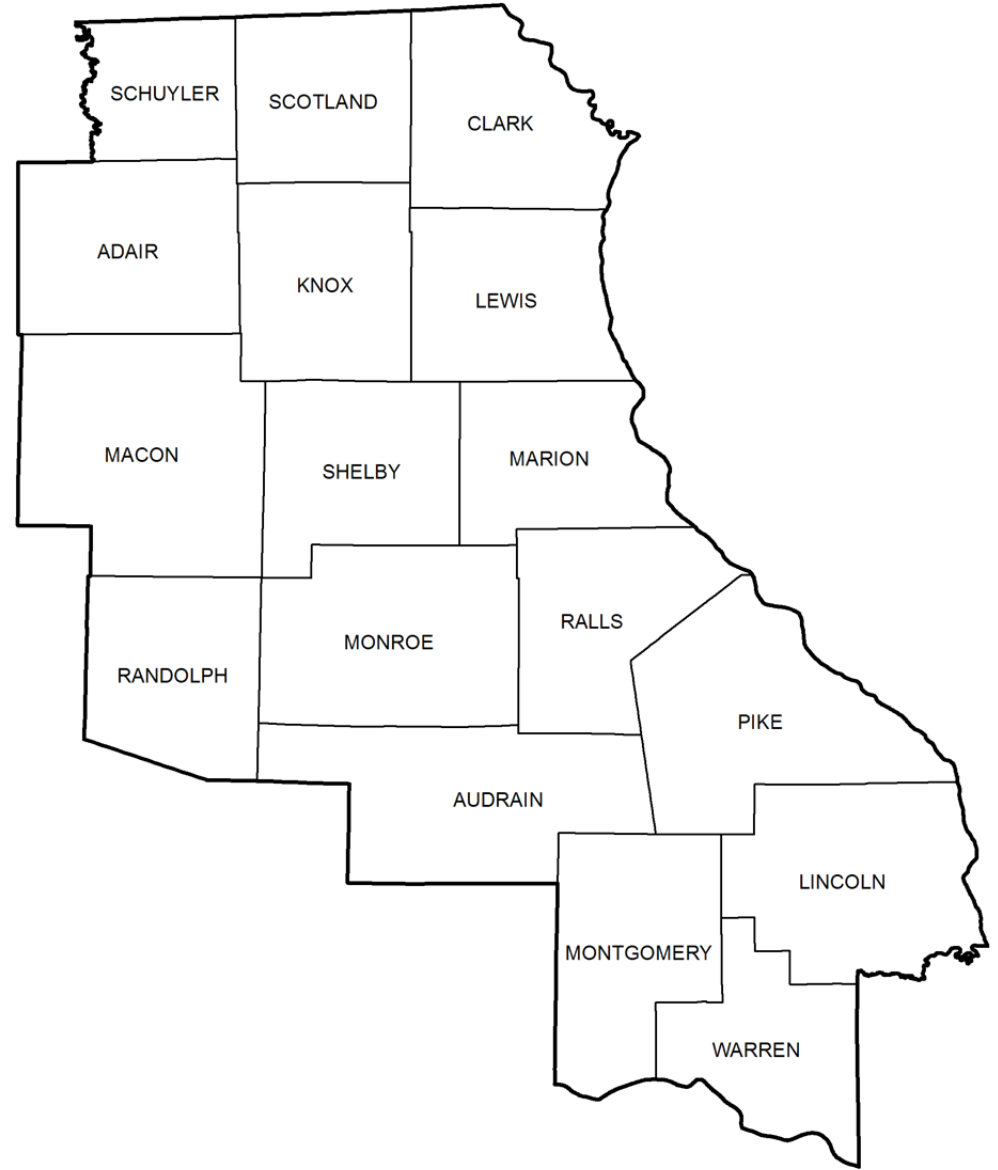 SCHUYLER
SCOTLAND
CLARK
ADAIR
KNOX
LEWIS
MACON
SHELBY
MARION
RALLS
MONROE
RANDOLPH
PIKE
AUDRAIN
LINCOLN
MONTGOMERY
WARREN